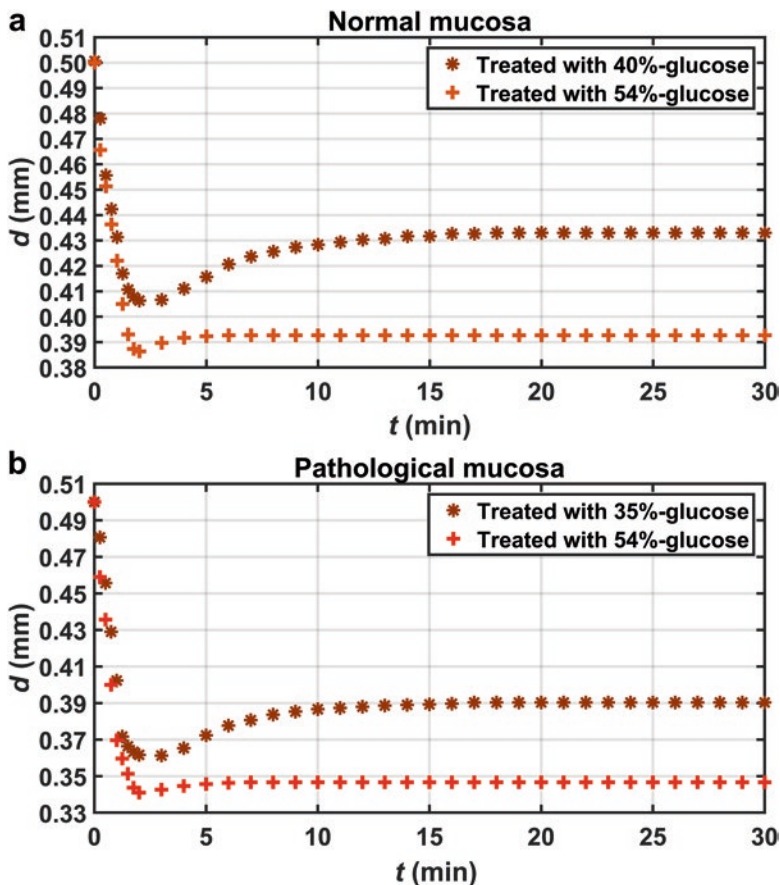 a
Normal mucosa
0.51
0.50
0.49
0.48
0.47
0.46
0.45
0.44
0.43
0.42
0.41
0.40
0.39
0.38
d (mm)
Treated with 40%-glucose
Treated with 54%-glucose
0 5 10 15 20 25 30
t (min)
b
Pathological mucosa
0.51
0.49
0.47
0.45
0.43
0.41
0.39
0.37
0.35
0.33
d (mm)
Treated with 35%-glucose
Treated with 54%-glucose
0 5 10 15 20 25 30
t (min)